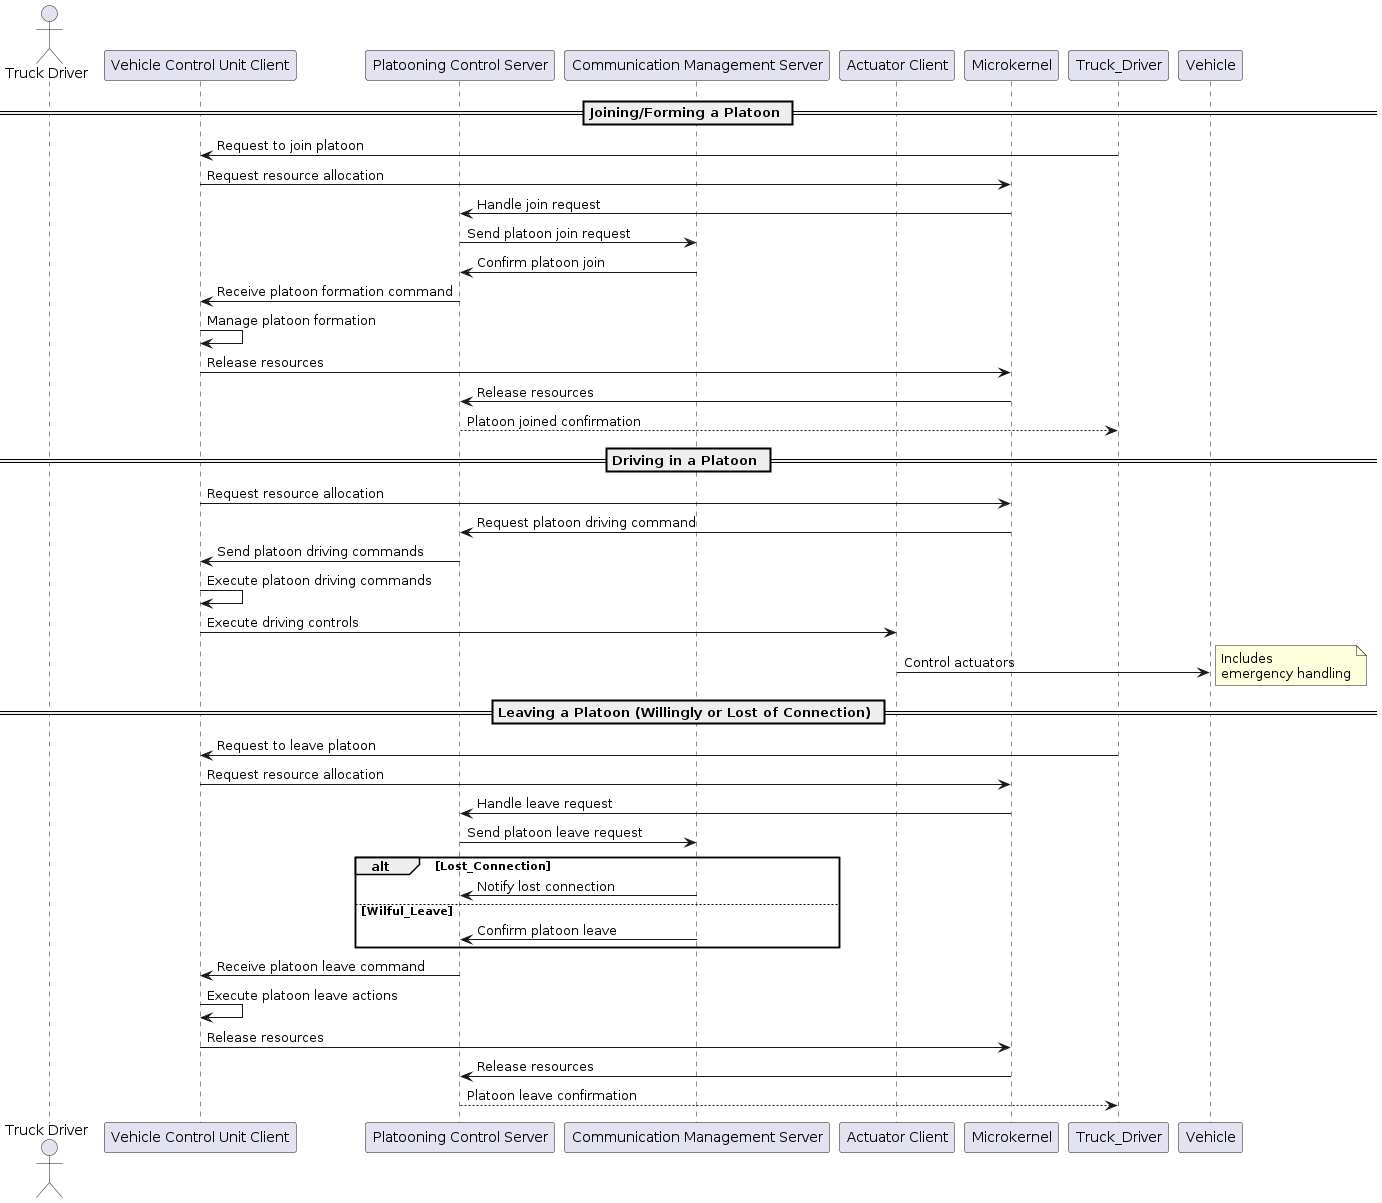 Truck Driver
Vehicle Control Unit Client
Platooning Control Server
Communication Management Server
Actuator Client
Microkernel
Truck_Driver
Vehicle
Joining/Forming a Platoon
Request to join platoon
Request resource allocation
Handle join request
Send platoon join request
Confirm platoon join
Receive platoon formation command
Manage platoon formation
Release resources
Release resources
Platoon joined confirmation
Driving in a Platoon
Request resource allocation
Request platoon driving command
Send platoon driving commands
Execute platoon driving commands
Execute driving controls
Control actuators
Includes
emergency handling
Leaving a Platoon (Willingly or Lost of Connection)
Request to leave platoon
Request resource allocation
Handle leave request
Send platoon leave request
alt [Lost_Connection]
Notify lost connection
[Wilful_Leave]
Confirm platoon leave
Receive platoon leave command
Execute platoon leave actions
Release resources
Release resources
Platoon leave confirmation
Truck Driver
Vehicle Control Unit Client
Platooning Control Server
Communication Management Server
Actuator Client
Microkernel
Truck_Driver
Vehicle